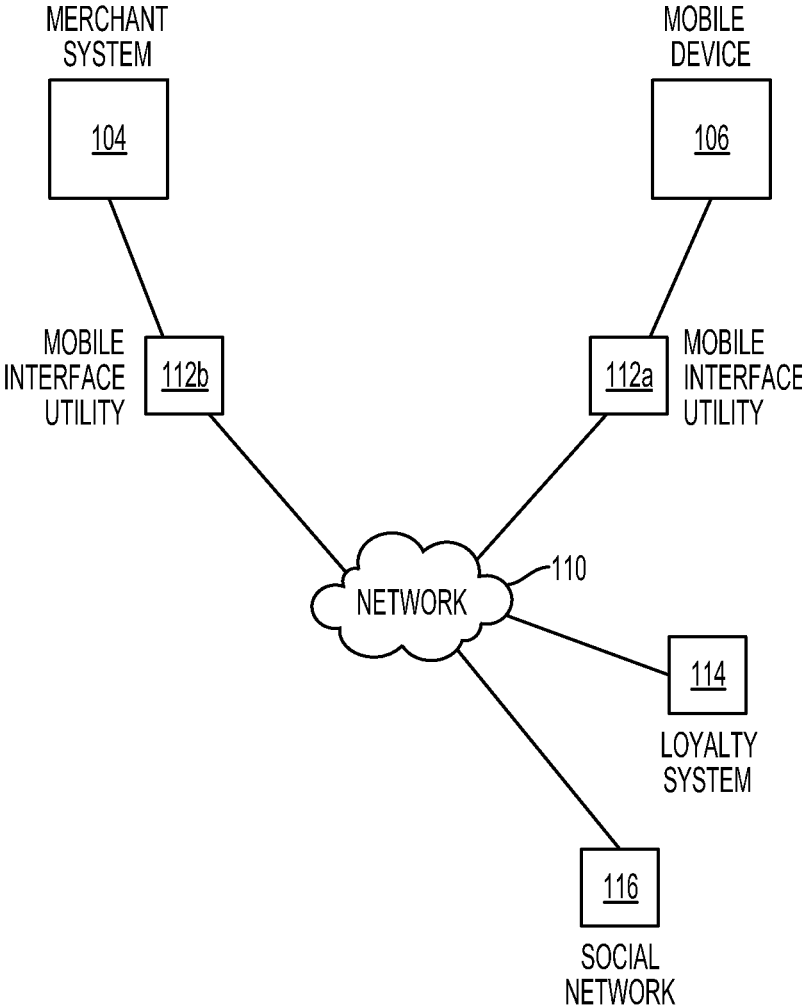 MERCHANT
SYSTEM
104
MOBILE
DEVICE
106
MOBILE
INTERFACE
UTILITY
112b
112a
MOBILE
INTERFACE
UTILITY
NETWORK
110
114
LOYALTY
SYSTEM
116
SOCIAL
NETWORK